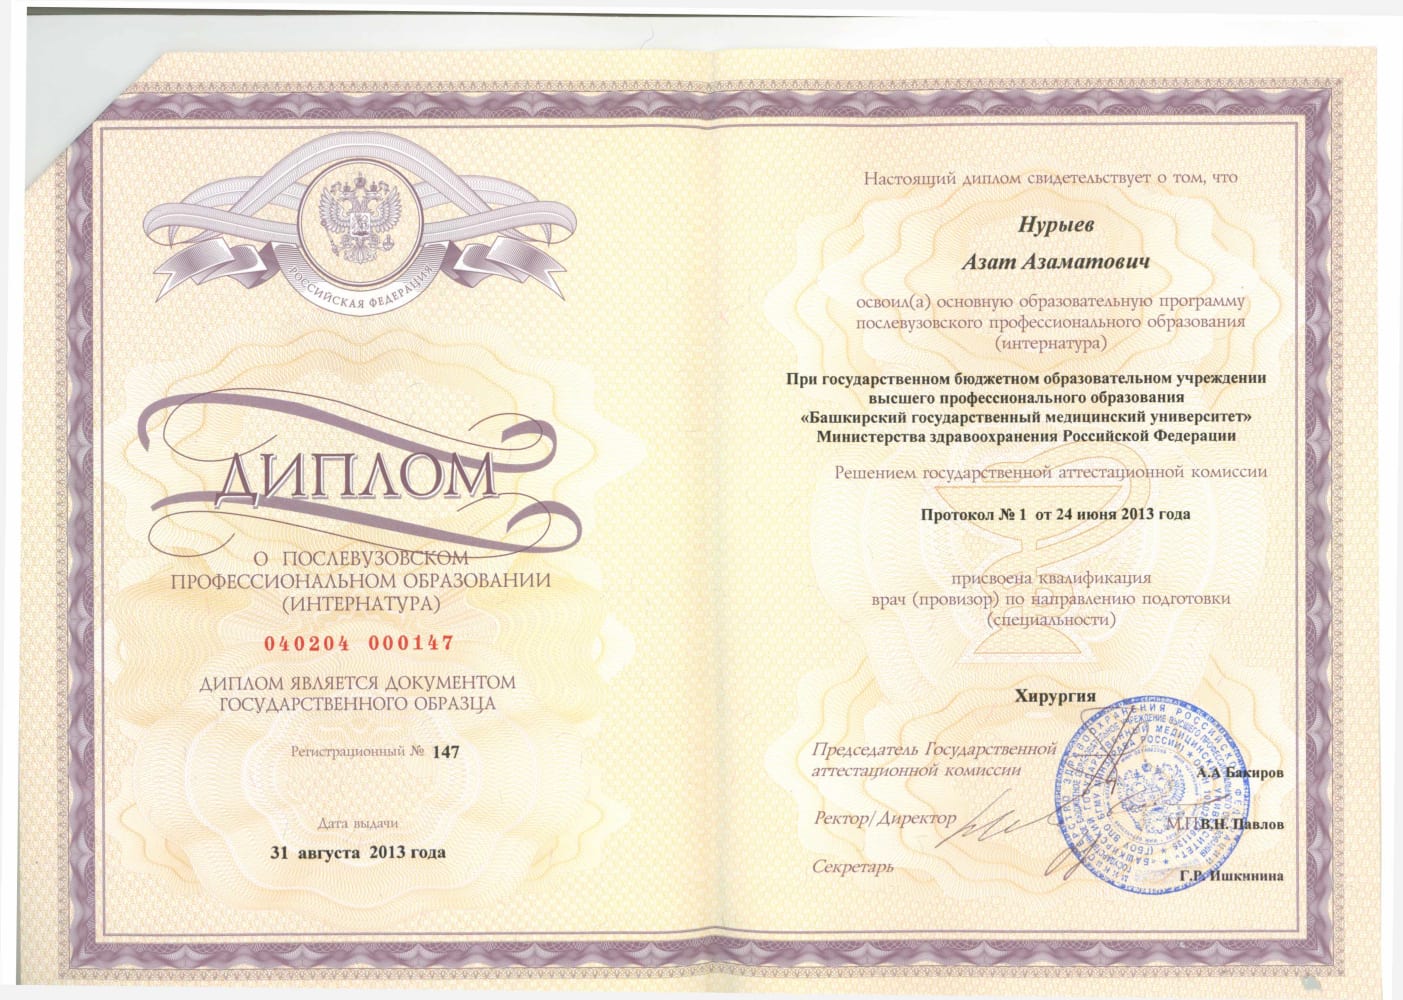 РОССИЙСКАЯ ФЕДЕРАЦИЯ
ДИПЛОМ
О ПОСЛЕВУЗОВСКОМ
ПРОФЕССИОНАЛЬНОМ ОБРАЗОВАНИИ
(ИНТЕРНАТУРА)
040204 000147
ДИПЛОМ ЯВЛЯЕТСЯ ДОКУМЕНТОМ
ГОСУДАРСТВЕННОГО ОБРАЗЦА
Регистрационный № 147
Дата выдачи
31 августа 2013 года
Настоящий диплом свидетельствует о том, что
Нурыев
Азат Азаматович
освоил(а) основную образовательную программу
послевузовского профессионального образования
(интернатура)
При государственном бюджетном образовательном учреждении
высшего профессионального образования
«Башкирский государственный медицинский университет»
Министерства здравоохранения Российской Федерации
Решением государственной аттестационной комиссии
Протокол № 1 от 24 июня 2013 года
присвоена квалификация
врач (провизор) по направлению подготовки
(специальности)
Хирургия
Председатель Государственной
аттестационной комиссии
А.А Бакиров
Ректор/Директор
М.П.
В.Н. Павлов
Секретарь
Г.Р. Ишкинина